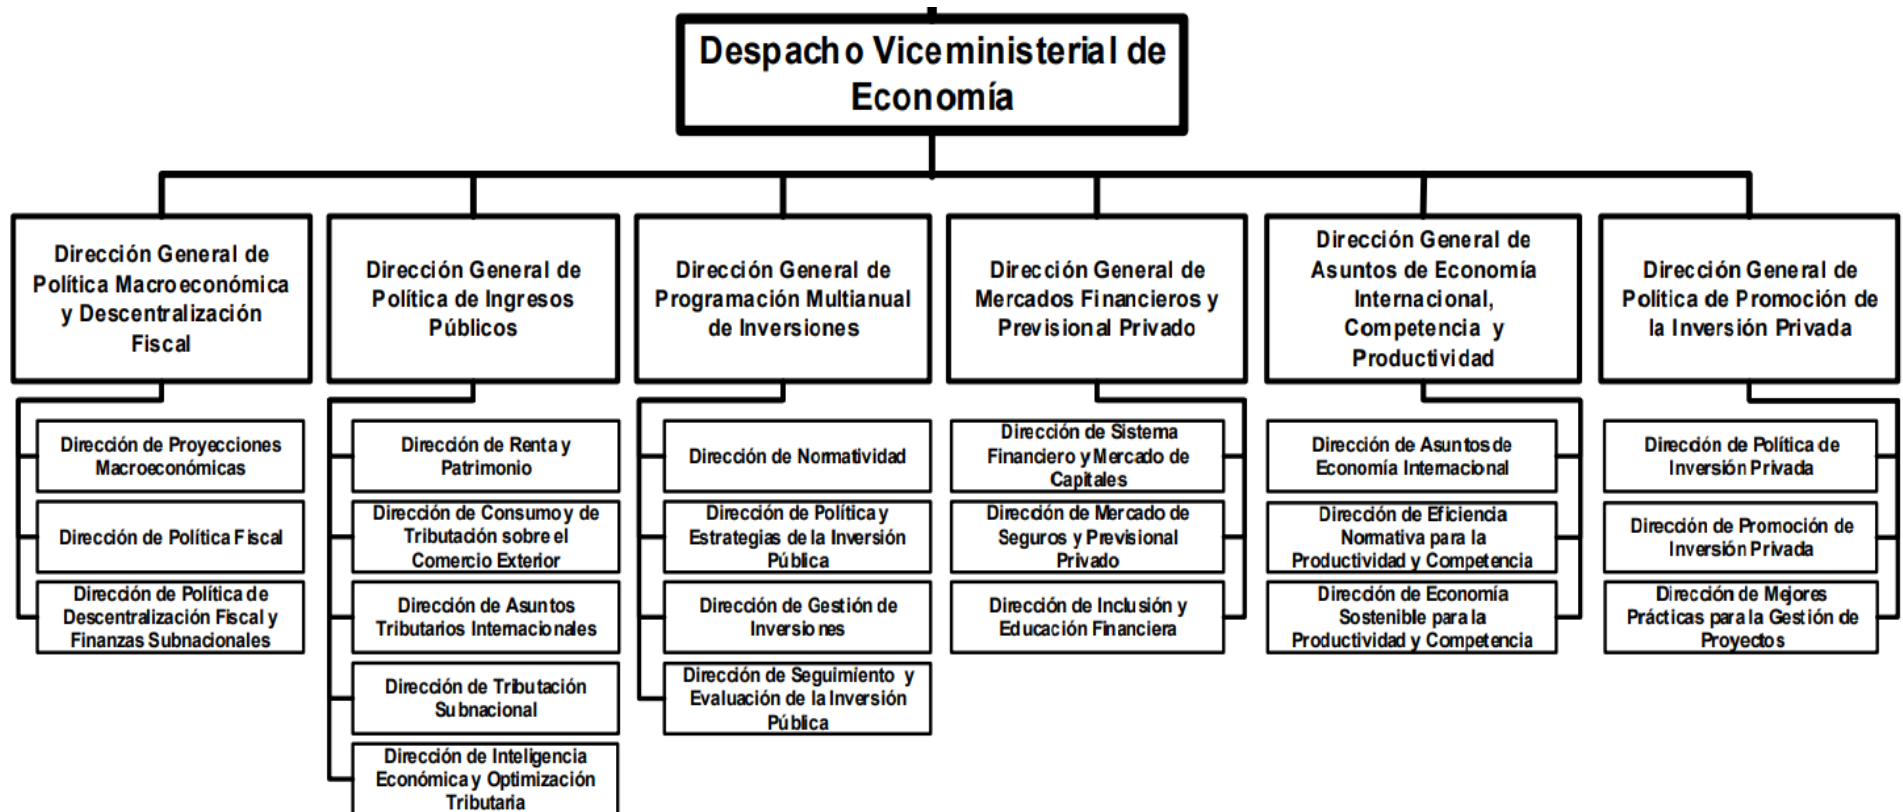 Despacho Viceministerial de
Economía
Dirección General de
Política Macroeconómica
y Descentralización
Fiscal
Dirección General de
Política de Ingresos
Públicos
Dirección General de
Programación Multianual
de Inversiones
Dirección General de
Mercados Financieros y
Previsional Privado
Dirección General de
Asuntos de Economía
Internacional,
Competencia y
Productividad
Dirección General de
Política de Promoción de
la Inversión Privada
Dirección de Proyecciones
Macroeconómicas
Dirección de Política Fiscal
Dirección de Política de
Descentralización Fiscal y
Finanzas Subnacionales
Dirección de Renta y
Patrimonio
Dirección de Consumo y de
Tributación sobre el
Comercio Exterior
Dirección de Asuntos
Tributarios Internacionales
Dirección de Tributación
Subnacional
Dirección de Inteligencia
Económica y Optimización
Tributaria
Dirección de Normatividad
Dirección de Política y
Estrategias de la Inversión
Pública
Dirección de Gestión de
Inversiones
Dirección de Seguimiento y
Evaluación de la Inversión
Pública
Dirección de Sistema
Financiero y Mercado de
Capitales
Dirección de Mercado de
Seguros y Previsional
Privado
Dirección de Inclusión y
Educación Financiera
Dirección de Asuntos de
Economía Internacional
Dirección de Eficiencia
Normativa para la
Productividad y Competencia
Dirección de Economía
Sostenible para la
Productividad y Competencia
Dirección de Política de
Inversión Privada
Dirección de Promoción de
Inversión Privada
Dirección de Mejores
Prácticas para la Gestión de
Proyectos